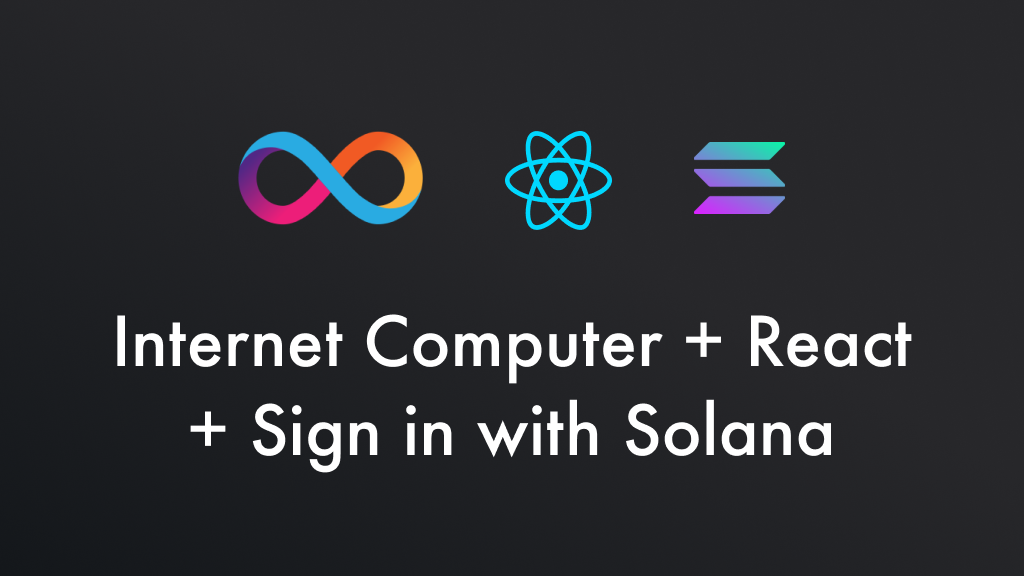 Internet Computer + React
+ Sign in with Solana